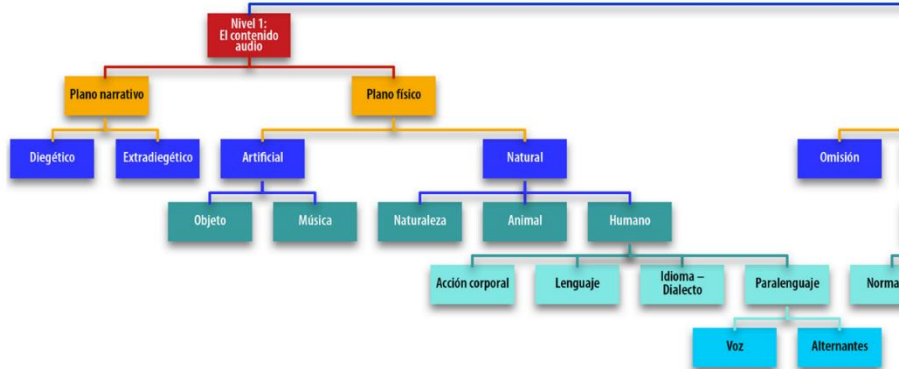 Nivel 1:
El contenido
audio
Plano narrativo
Plano físico
Diegético
Extradiegético
Artificial
Natural
Omisión
Objeto
Música
Naturaleza
Animal
Humano
Acción corporal
Lenguaje
Idioma –
Dialecto
Paralenguaje
Norma
Voz
Alternantes